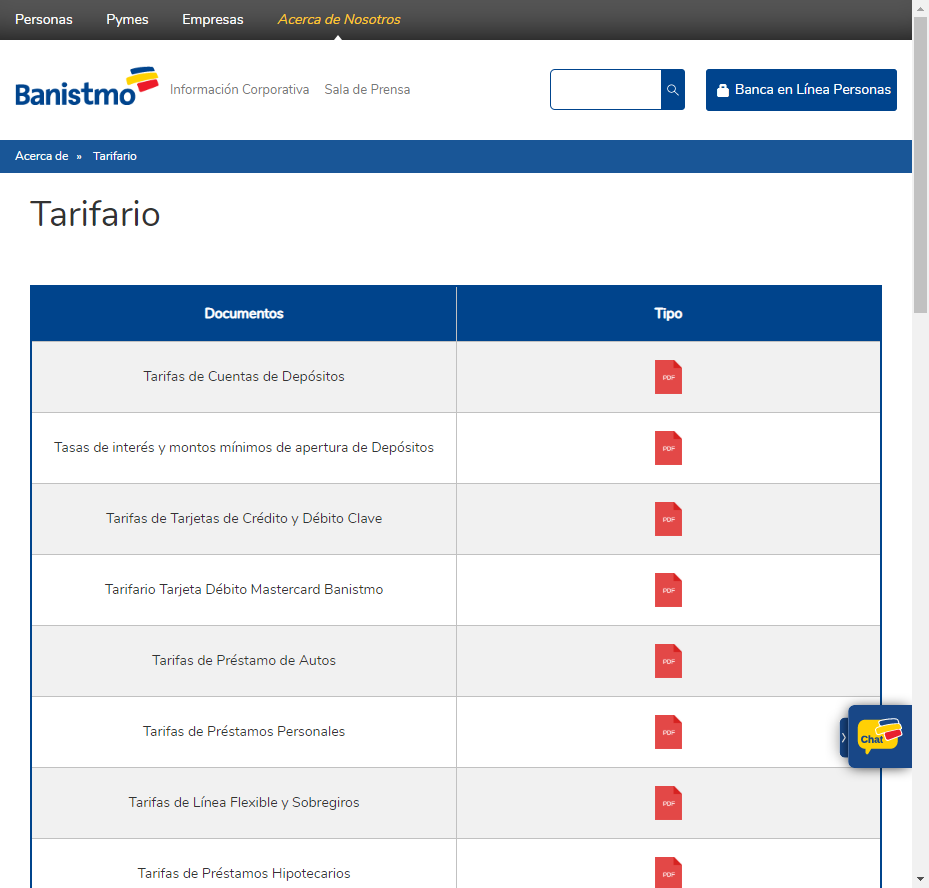 Personas Pymes Empresas Acerca de Nosotros
Banistmo Información Corporativa Sala de Prensa Banca en Línea Personas
Acerca de » Tarifario
Tarifario
Documentos Tipo
Tarifas de Cuentas de Depósitos PDF
Tasas de interés y montos mínimos de apertura de Depósitos PDF
Tarifas de Tarjetas de Crédito y Débito Clave PDF
Tarifario Tarjeta Débito Mastercard Banistmo PDF
Tarifas de Préstamo de Autos PDF
Tarifas de Préstamos Personales PDF
Chat
Tarifas de Línea Flexible y Sobregiros PDF
Tarifas de Préstamos Hipotecarios PDF